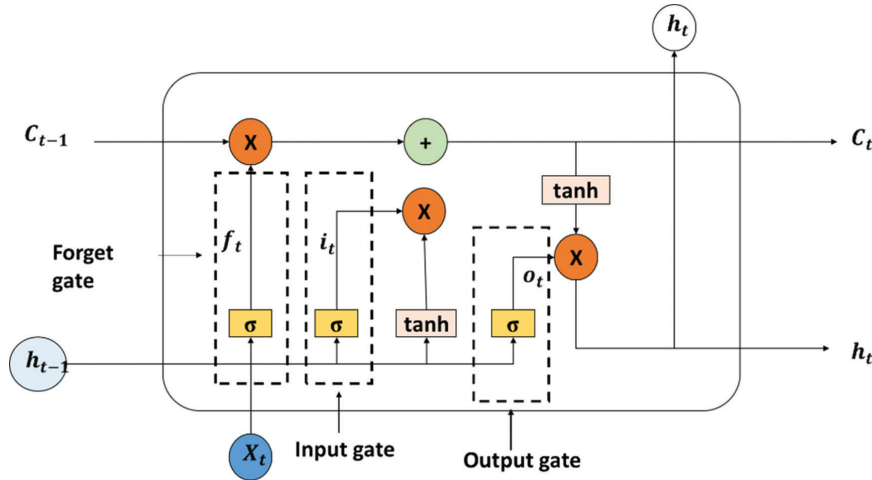 h_t
C_{t-1}
X
+
C_t
tanh
X
f_t
i_t
X
Forget
gate
o_t
σ
σ
tanh
σ
h_{t-1}
h_t
X_t
Input gate
Output gate